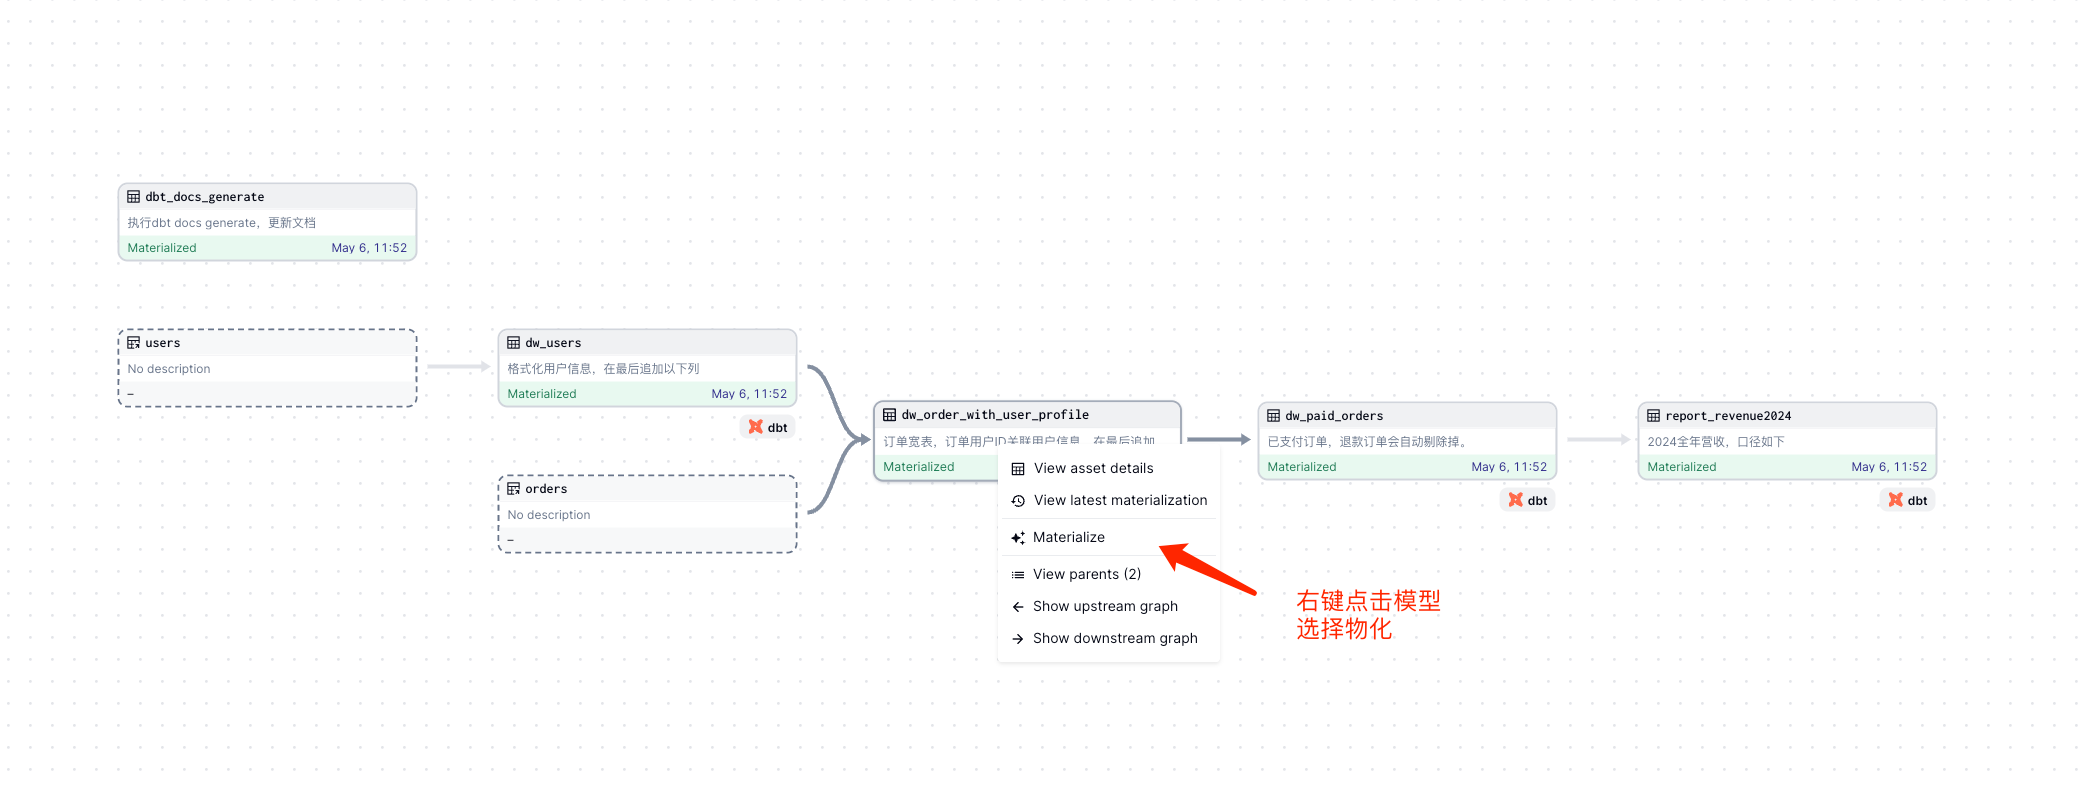 dbt_docs_generate
执行dbt docs generate，更新文档
Materialized May 6, 11:52
users
No description
–
dw_users
格式化用户信息，在最后追加以下列
Materialized May 6, 11:52
dbt
orders
No description
–
dw_order_with_user_profile
订单宽表，订单用户ID关联用户信息，在最后追加
Materialized
View asset details
View latest materialization
Materialize
View parents (2)
Show upstream graph
Show downstream graph
右键点击模型
选择物化
dw_paid_orders
已支付订单，退款订单会自动剔除掉。
Materialized May 6, 11:52
dbt
report_revenue2024
2024全年营收，口径如下
Materialized May 6, 11:52
dbt